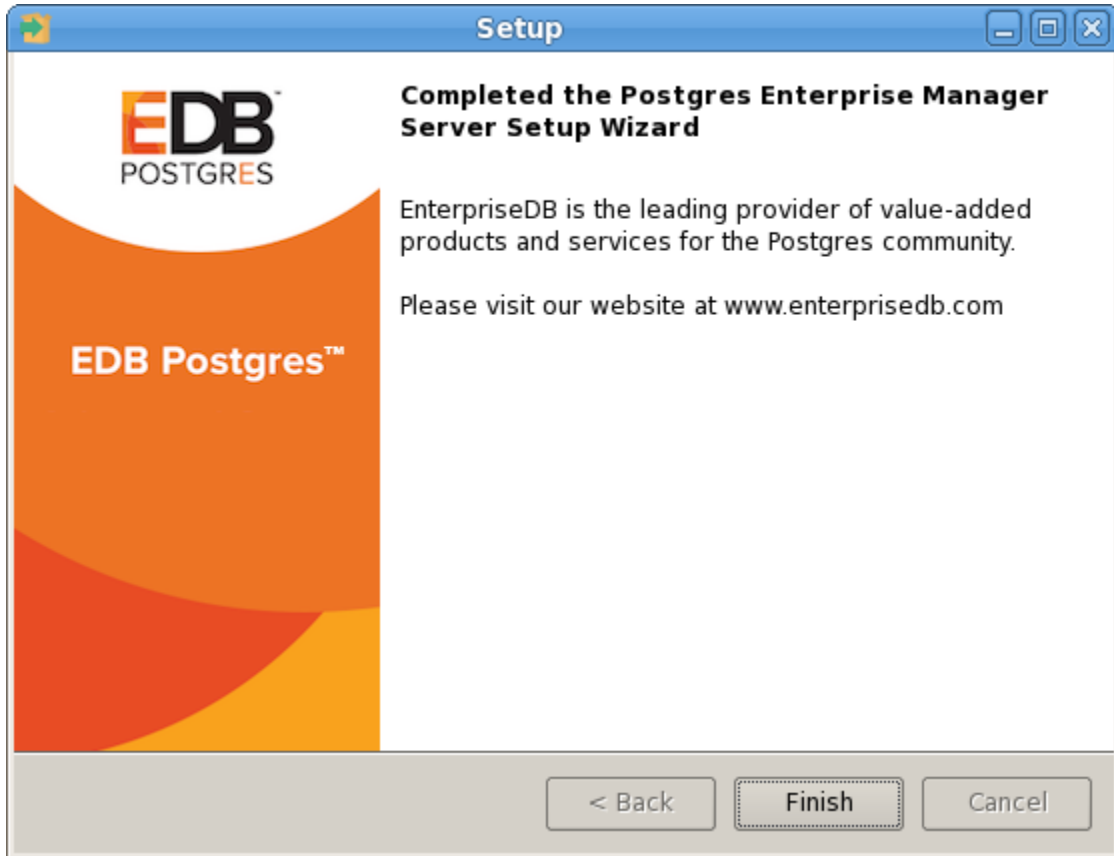 Setup
EDB™
POSTGRES
EDB Postgres™
Completed the Postgres Enterprise Manager
Server Setup Wizard
EnterpriseDB is the leading provider of value-added
products and services for the Postgres community.
Please visit our website at www.enterprisedb.com
< Back
Finish
Cancel